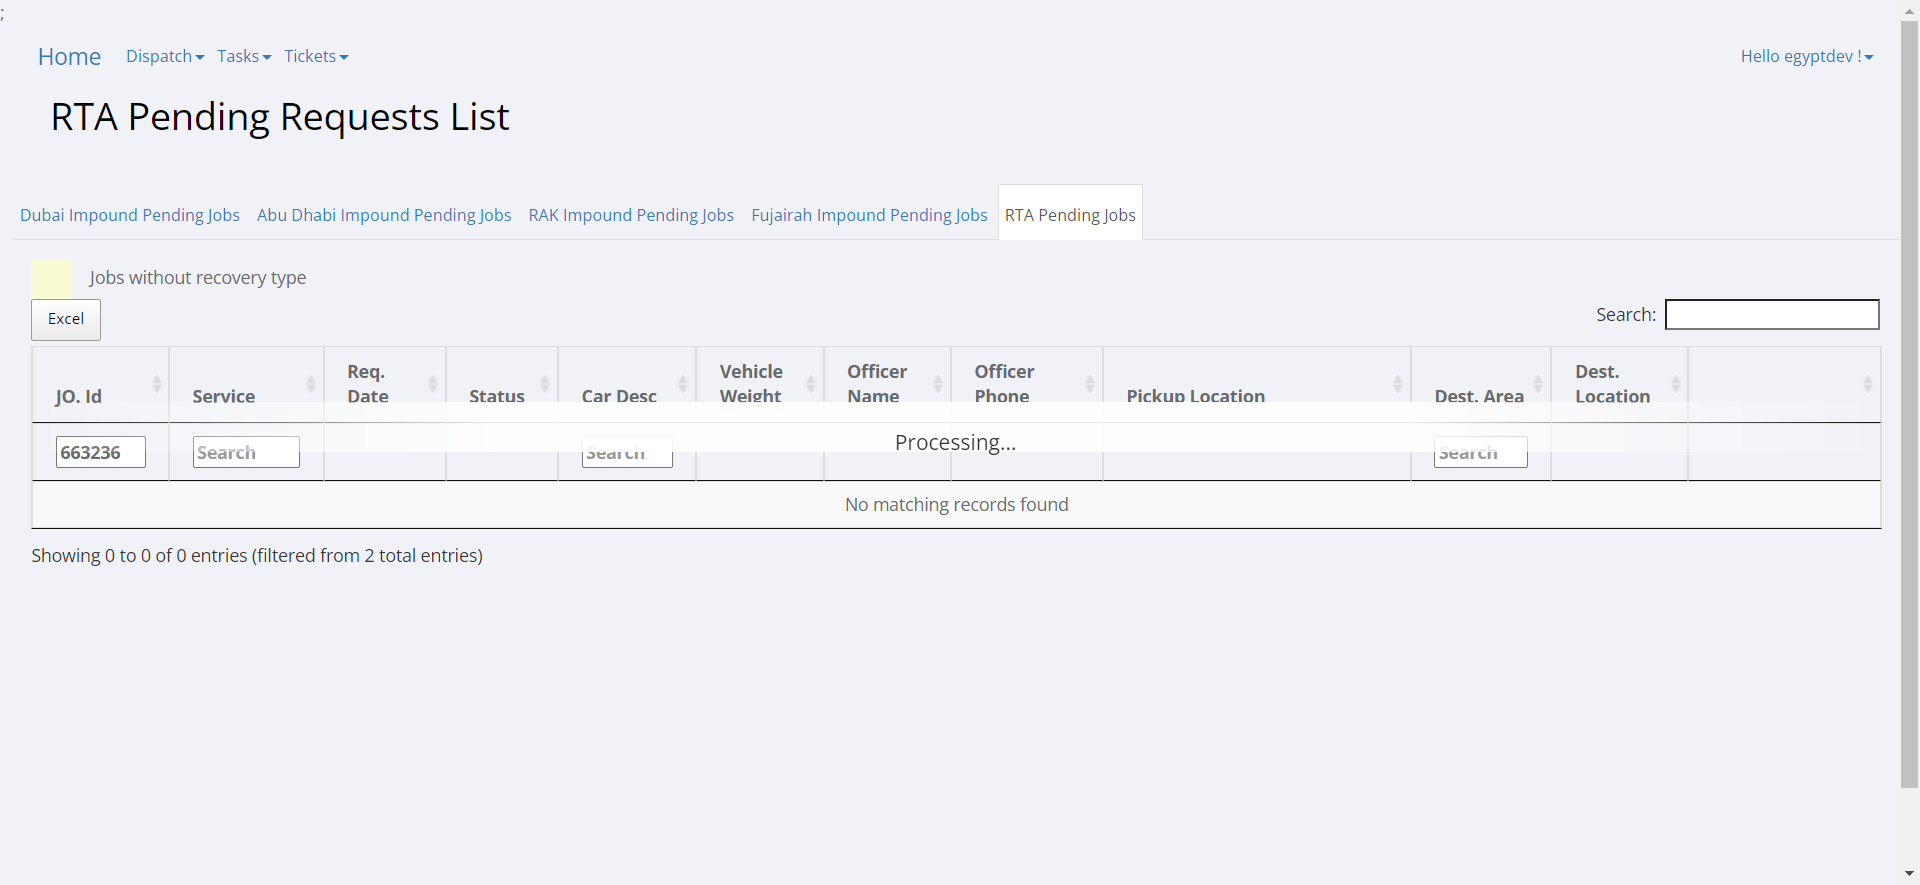 ;
Home Dispatch Tasks Tickets Hello egyptdev !
RTA Pending Requests List
Dubai Impound Pending Jobs Abu Dhabi Impound Pending Jobs RAK Impound Pending Jobs Fujairah Impound Pending Jobs RTA Pending Jobs
Jobs without recovery type
Excel Search:
JO. Id Service Req. Date Status Car Desc Vehicle Weight Officer Name Officer Phone Pickup Location Dest. Area Dest. Location
663236 Search Search Search
Processing...
No matching records found
Showing 0 to 0 of 0 entries (filtered from 2 total entries)